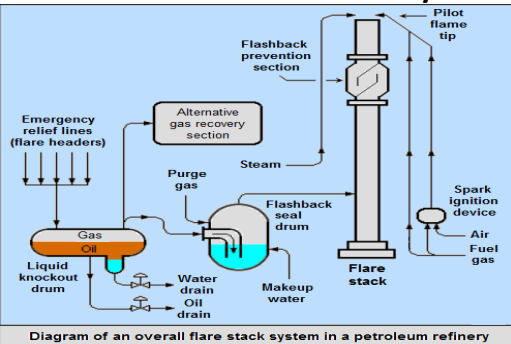 Pilot
flame
tip
Flashback
prevention
section
Alternative
gas recovery
section
Emergency
relief lines
(flare headers)
Steam
Purge
gas
Flashback
seal
drum
Spark
ignition
device
Air
Fuel
gas
Gas
Oil
Liquid
knockout
drum
Water
drain
Oil
drain
Makeup
water
Flare
stack
Diagram of an overall flare stack system in a petroleum refinery